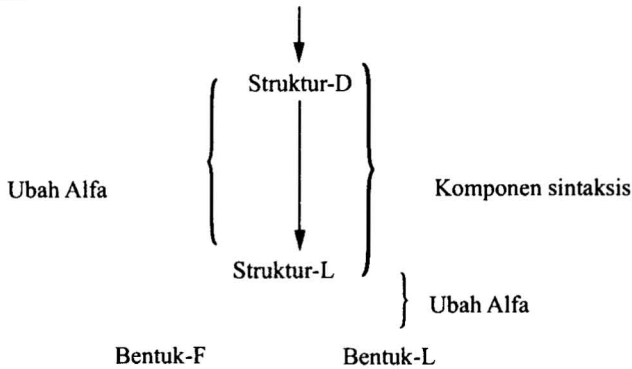 Struktur-D
Ubah Alfa
Komponen sintaksis
Struktur-L
Ubah Alfa
Bentuk-F
Bentuk-L